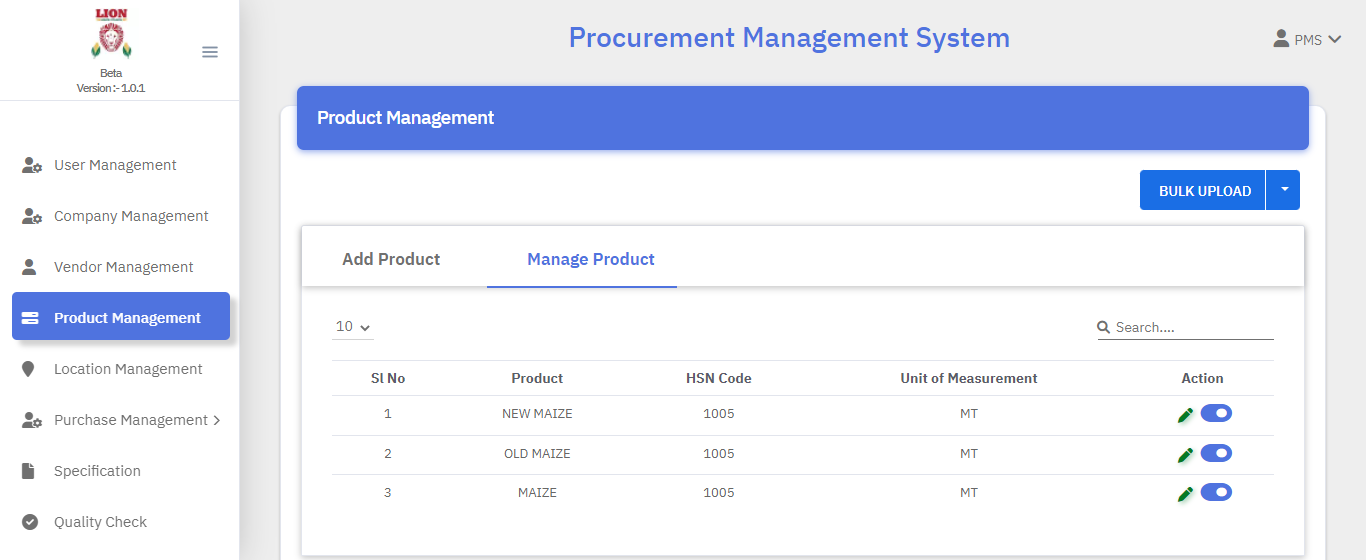 LION
Beta
Version :- 1.0.1
Procurement Management System
PMS
User Management
Company Management
Vendor Management
Product Management
Location Management
Purchase Management
Specification
Quality Check
Product Management
BULK UPLOAD
Add Product Manage Product
10 Search....
Sl No Product HSN Code Unit of Measurement Action
1 NEW MAIZE 1005 MT
2 OLD MAIZE 1005 MT
3 MAIZE 1005 MT